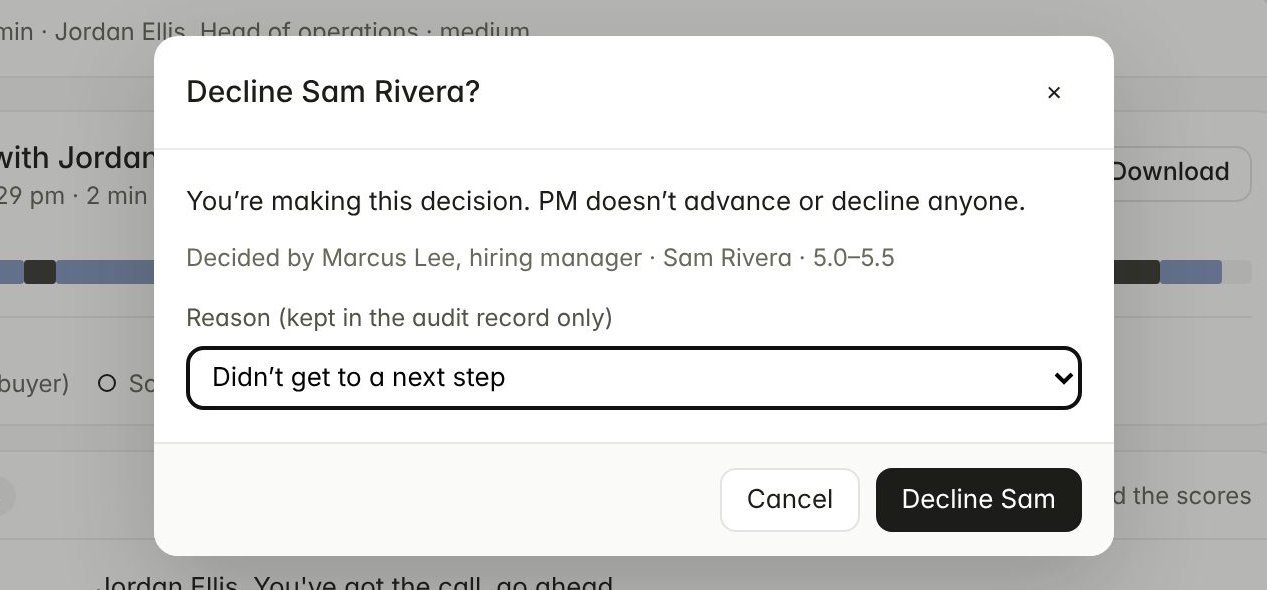 min · Jordan Ellis, Head of operations · medium
Decline Sam Rivera?
×
with Jordan
Download
29 pm · 2 min
You’re making this decision. PM doesn’t advance or decline anyone.
Decided by Marcus Lee, hiring manager · Sam Rivera · 5.0–5.5
Reason (kept in the audit record only)
Didn’t get to a next step
buyer)
Cancel
Decline Sam
the scores
Jordan Ellis. You've got the call, go ahead.